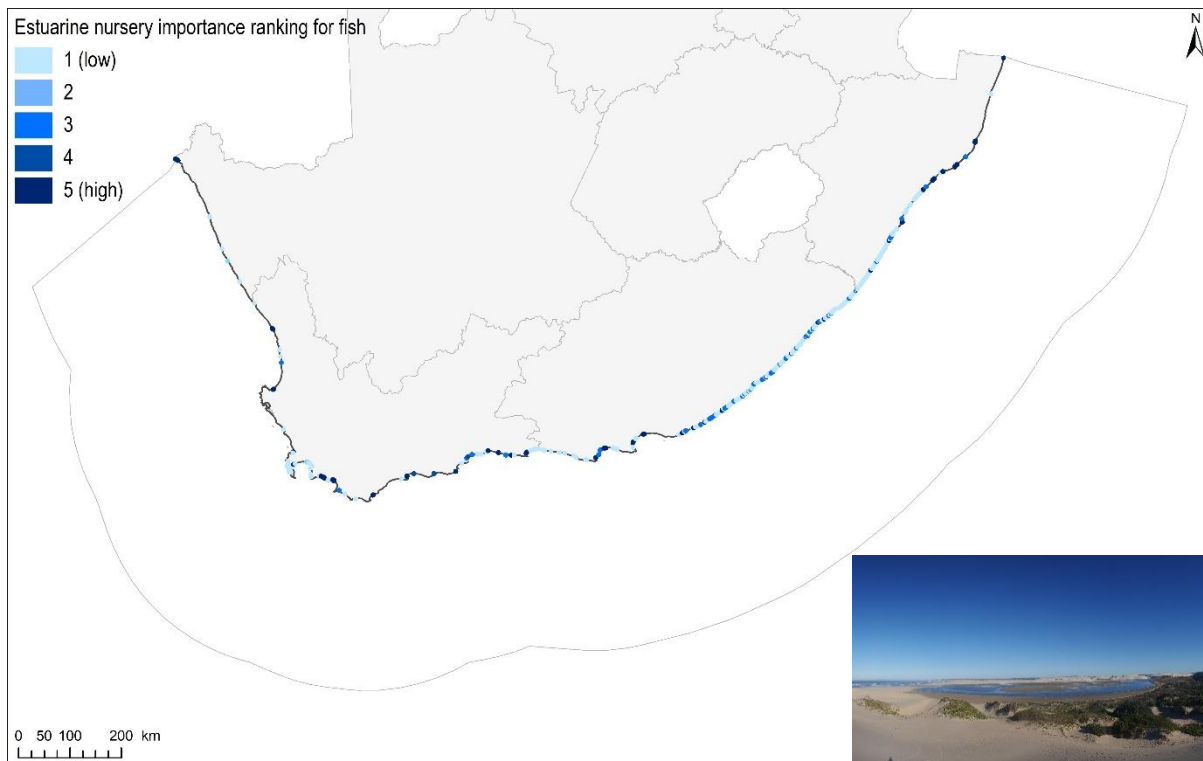 Estuarine nursery importance ranking for fish
1 (low)
2
3
4
5 (high)
N
0 50 100 200 km